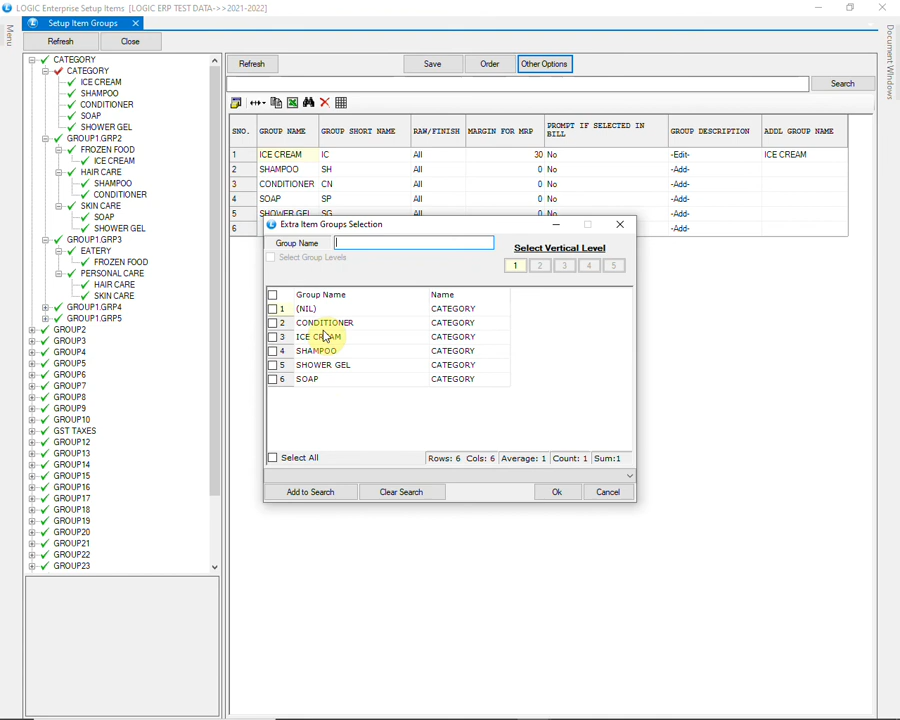 LOGIC Enterprise Setup Items [LOGIC ERP TEST DATA->>2021-2022]
Setup Item Groups
Menu
Document Windows
Refresh Close
CATEGORY
CATEGORY
ICE CREAM
SHAMPOO
CONDITIONER
SOAP
SHOWER GEL
GROUP1.GRP2
FROZEN FOOD
ICE CREAM
HAIR CARE
SHAMPOO
CONDITIONER
SKIN CARE
SOAP
SHOWER GEL
GROUP1.GRP3
EATERY
FROZEN FOOD
PERSONAL CARE
HAIR CARE
SKIN CARE
GROUP1.GRP4
GROUP1.GRP5
GROUP2
GROUP3
GROUP4
GROUP5
GROUP6
GROUP7
GROUP8
GROUP9
GROUP10
GST TAXES
GROUP12
GROUP13
GROUP14
GROUP15
GROUP16
GROUP17
GROUP18
GROUP19
GROUP20
GROUP21
GROUP22
GROUP23
Refresh Save Order Other Options
Search
SNO. GROUP NAME GROUP SHORT NAME RAW/FINISH MARGIN FOR MRP PROMPT IF SELECTED IN BILL GROUP DESCRIPTION ADDL GROUP NAME
1 ICE CREAM IC All 30 No -Edit- ICE CREAM
2 SHAMPOO SH All 0 No -Add-
3 CONDITIONER CN All 0 No -Add-
4 SOAP SP All 0 No -Add-
5 SHOWER GEL SG All 0 No -Add-
6 -Add-
Extra Item Groups Selection
Group Name
Select Group Levels
Select Vertical Level
1 2 3 4 5
Group Name Name
1 (NIL) CATEGORY
2 CONDITIONER CATEGORY
3 ICE CREAM CATEGORY
4 SHAMPOO CATEGORY
5 SHOWER GEL CATEGORY
6 SOAP CATEGORY
Select All Rows: 6 Cols: 6 Average: 1 Count: 1 Sum:1
Add to Search Clear Search Ok Cancel